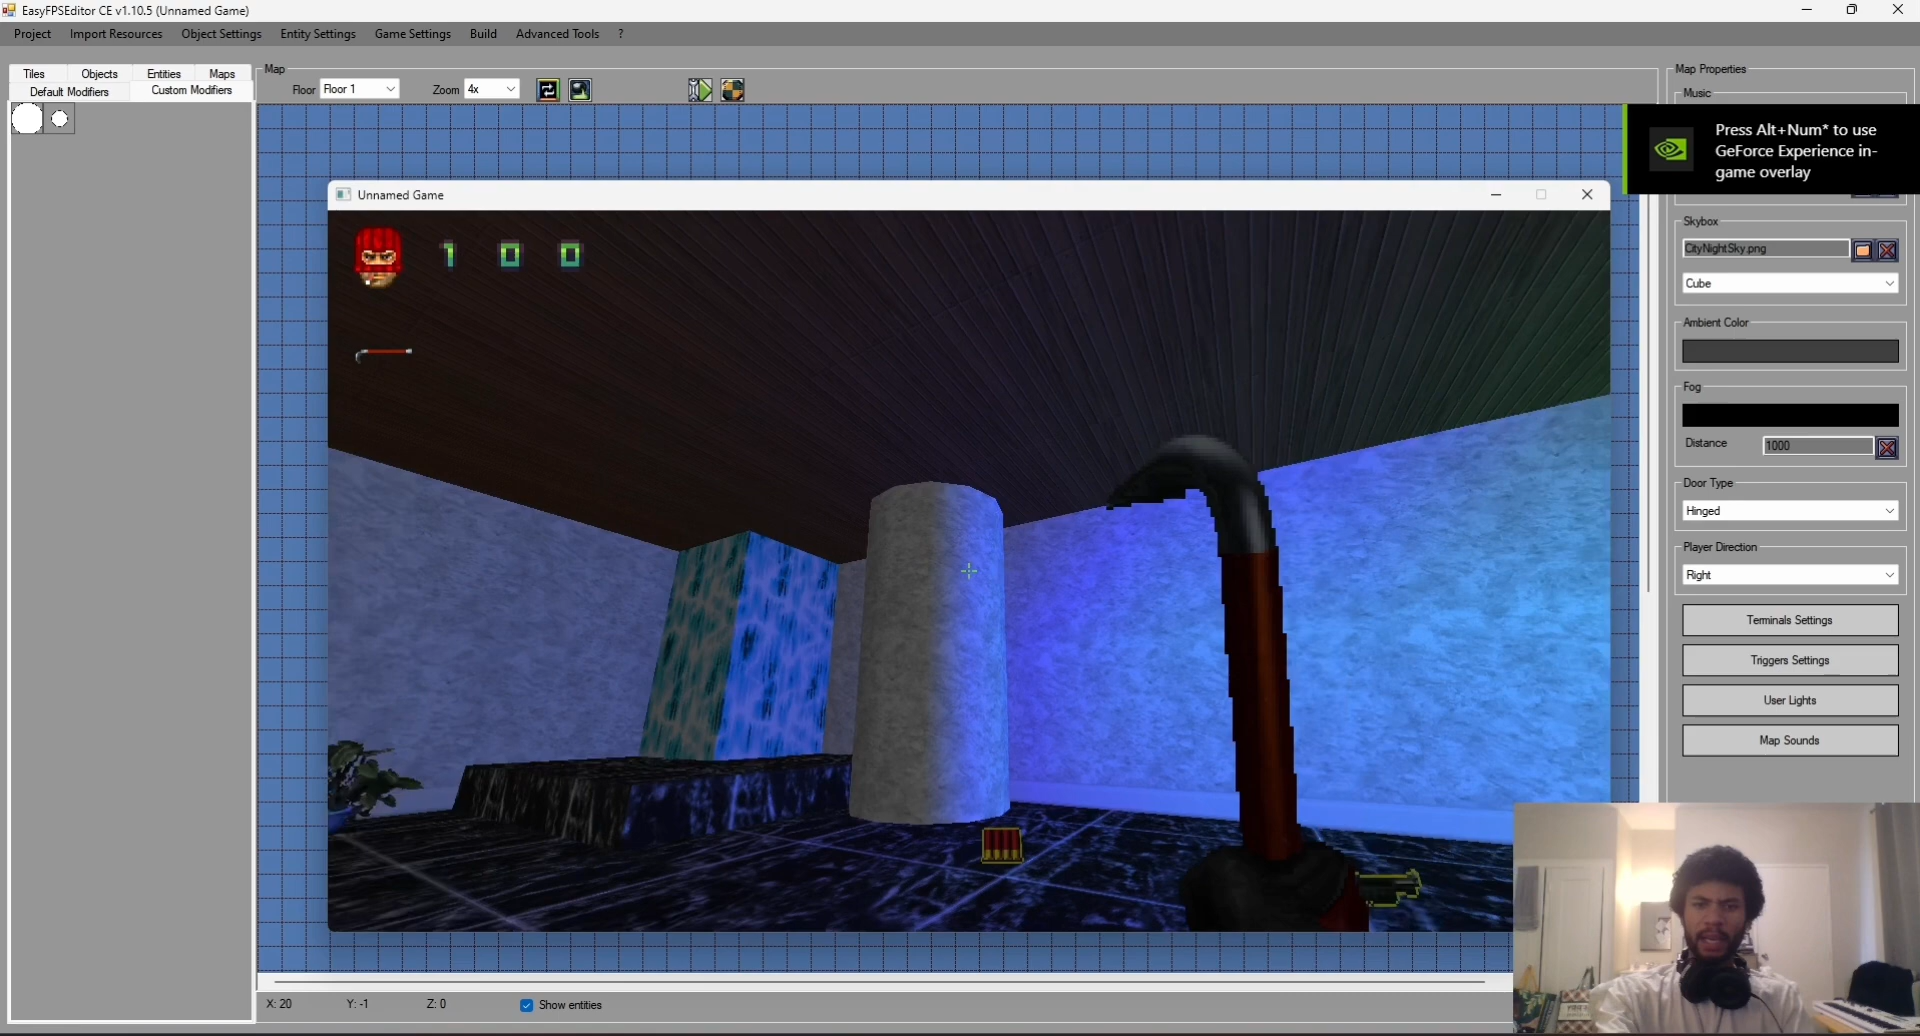 EasyFPSEditor CE v1.10.5 (Unnamed Game)
Project Import Resources Object Settings Entity Settings Game Settings Build Advanced Tools ?
Tiles Objects Entities Maps
Default Modifiers Custom Modifiers
Map
Floor Floor 1 Zoom 4x
Map Properties
Music
Press Alt+Num* to use
GeForce Experience in-
game overlay
Unnamed Game
1 0 0
Skybox
CityNightSky.png
Cube
Ambient Color
Fog
Distance 1000
Door Type
Hinged
Player Direction
Right
Terminals Settings
Triggers Settings
User Lights
Map Sounds
X: 20 Y: -1 Z: 0 Show entities